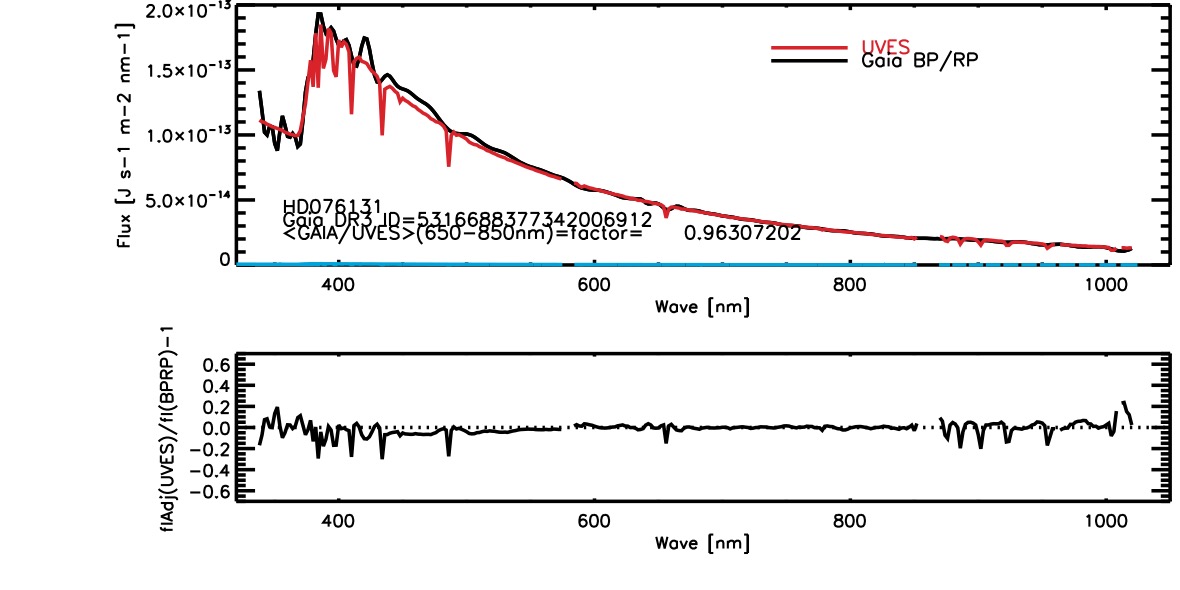 2.0×10−13
1.5×10−13
1.0×10−13
5.0×10−14
0
Flux [J s−1 m−2 nm−1]
UVES
Gaia BP/RP
HD076131
Gaia DR3 ID=5316688377342006912
<GAIA/UVES>(650−850nm)=factor= 0.96307202
400 600 800 1000
Wave [nm]
flAdj(UVES)/fl(BPRP)−1
0.6
0.4
0.2
0.0
−0.2
−0.4
−0.6
400 600 800 1000
Wave [nm]